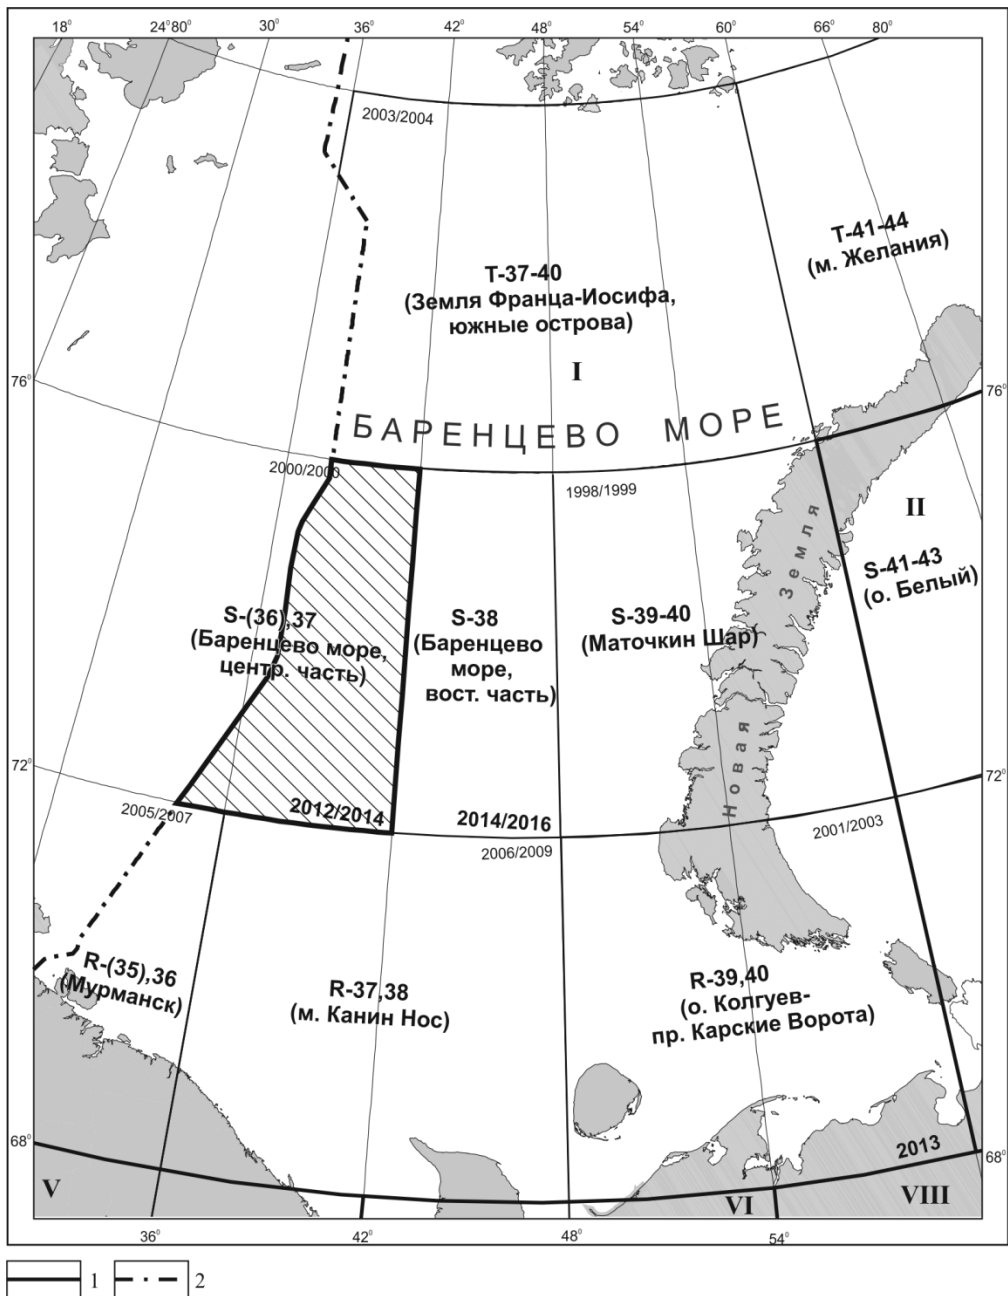 18°
24°80
30°
36°
42°
48°
54°
60°
66°
80°
2003/2004
T-41-44
(м. Желания)
T-37-40
(Земля Франца-Иосифа,
южные острова)
I
76°
76°
БАРЕНЦЕВО МОРЕ
2000/2000
1998/1999
II
Земля
S-41-43
(о. Белый)
S-(36),37
(Баренцево море,
центр. часть)
S-38
(Баренцево
море,
вост. часть)
S-39-40
(Маточкин Шар)
Новая
72°
72°
2005/2007
2012/2014
2014/2016
2006/2009
2001/2003
R-(35),36
(Мурманск)
R-37,38
(м. Канин Нос)
R-39,40
(о. Колгуев-
пр. Карские Ворота)
68°
68°
2013
V
VI
VIII
36°
42°
48°
54°
1
2